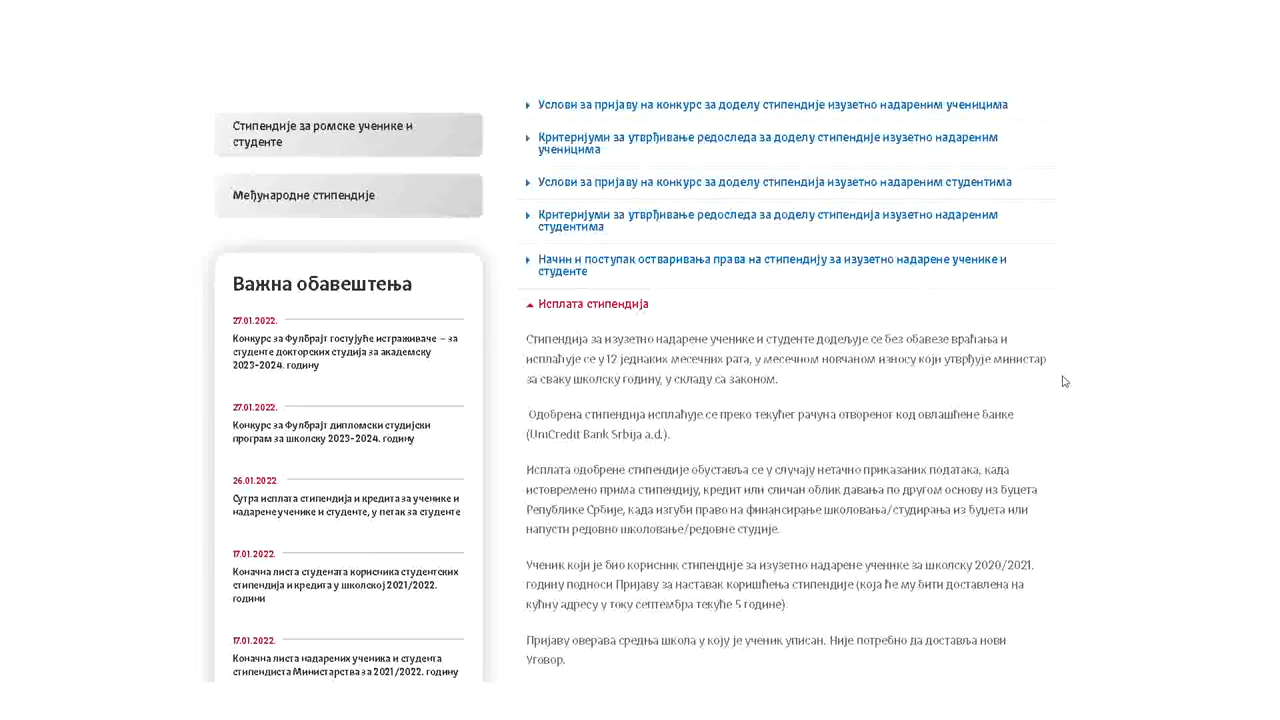 Стипендије за ромске ученике и
студенте
Међународне стипендије
Важна обавештења
27.01.2022.
Конкурс за Фулбрајт гостујуће истраживаче – за
студенте докторских студија за академску
2023-2024. годину
27.01.2022.
Конкурс за Фулбрајт дипломски студијски
програм за школску 2023-2024. годину
26.01.2022
Сутра исплата стипендија и кредита за ученике и
надарене ученике и студенте, у петак за студенте
17.01.2022.
Коначна листа студената корисника студентских
стипендија и кредита у школској 2021/2022.
години
17.01.2022.
Коначна листа надарених ученика и студента
стипендиста Министарства за 2021/2022. годину
Услови за пријаву на конкурс за доделу стипендије изузетно надареним ученицима
Критеријуми за утврђивање редоследа за доделу стипендије изузетно надареним
ученицима
Услови за пријаву на конкурс за доделу стипендија изузетно надареним студентима
Критеријуми за утврђивање редоследа за доделу стипендија изузетно надареним
студентима
Начин и поступак остваривања права на стипендију за изузетно надарене ученике и
студенте
Исплата стипендија
Стипендија за изузетно надарене ученике и студенте додељује се без обавезе враћања и
исплаћује се у 12 једнаких месечних рата, у месечном новчаном износу који утврђује министар
за сваку школску годину, у складу са законом.
Одобрена стипендија исплаћује се преко текућег рачуна отвореног код овлашћене банке
(UniCredit Bank Srbija a.d.).
Исплата одобрене стипендије обуставља се у случају нетачно приказаних података, када
истовремено прима стипендију, кредит или сличан облик давања по другом основу из буџета
Републике Србије, када изгуби право на финансирање школовања/студирања из буџета или
напусти редовно школовање/редовне студије.
Ученик који је био корисник стипендије за изузетно надарене ученике за школску 2020/2021.
годину подноси Пријаву за наставак коришћења стипендије (која ће му бити достављена на
кућну адресу у току септембра текуће 5 године):
Пријаву оверава средња школа у коју је ученик уписан. Није потребно да доставља нови
Уговор.